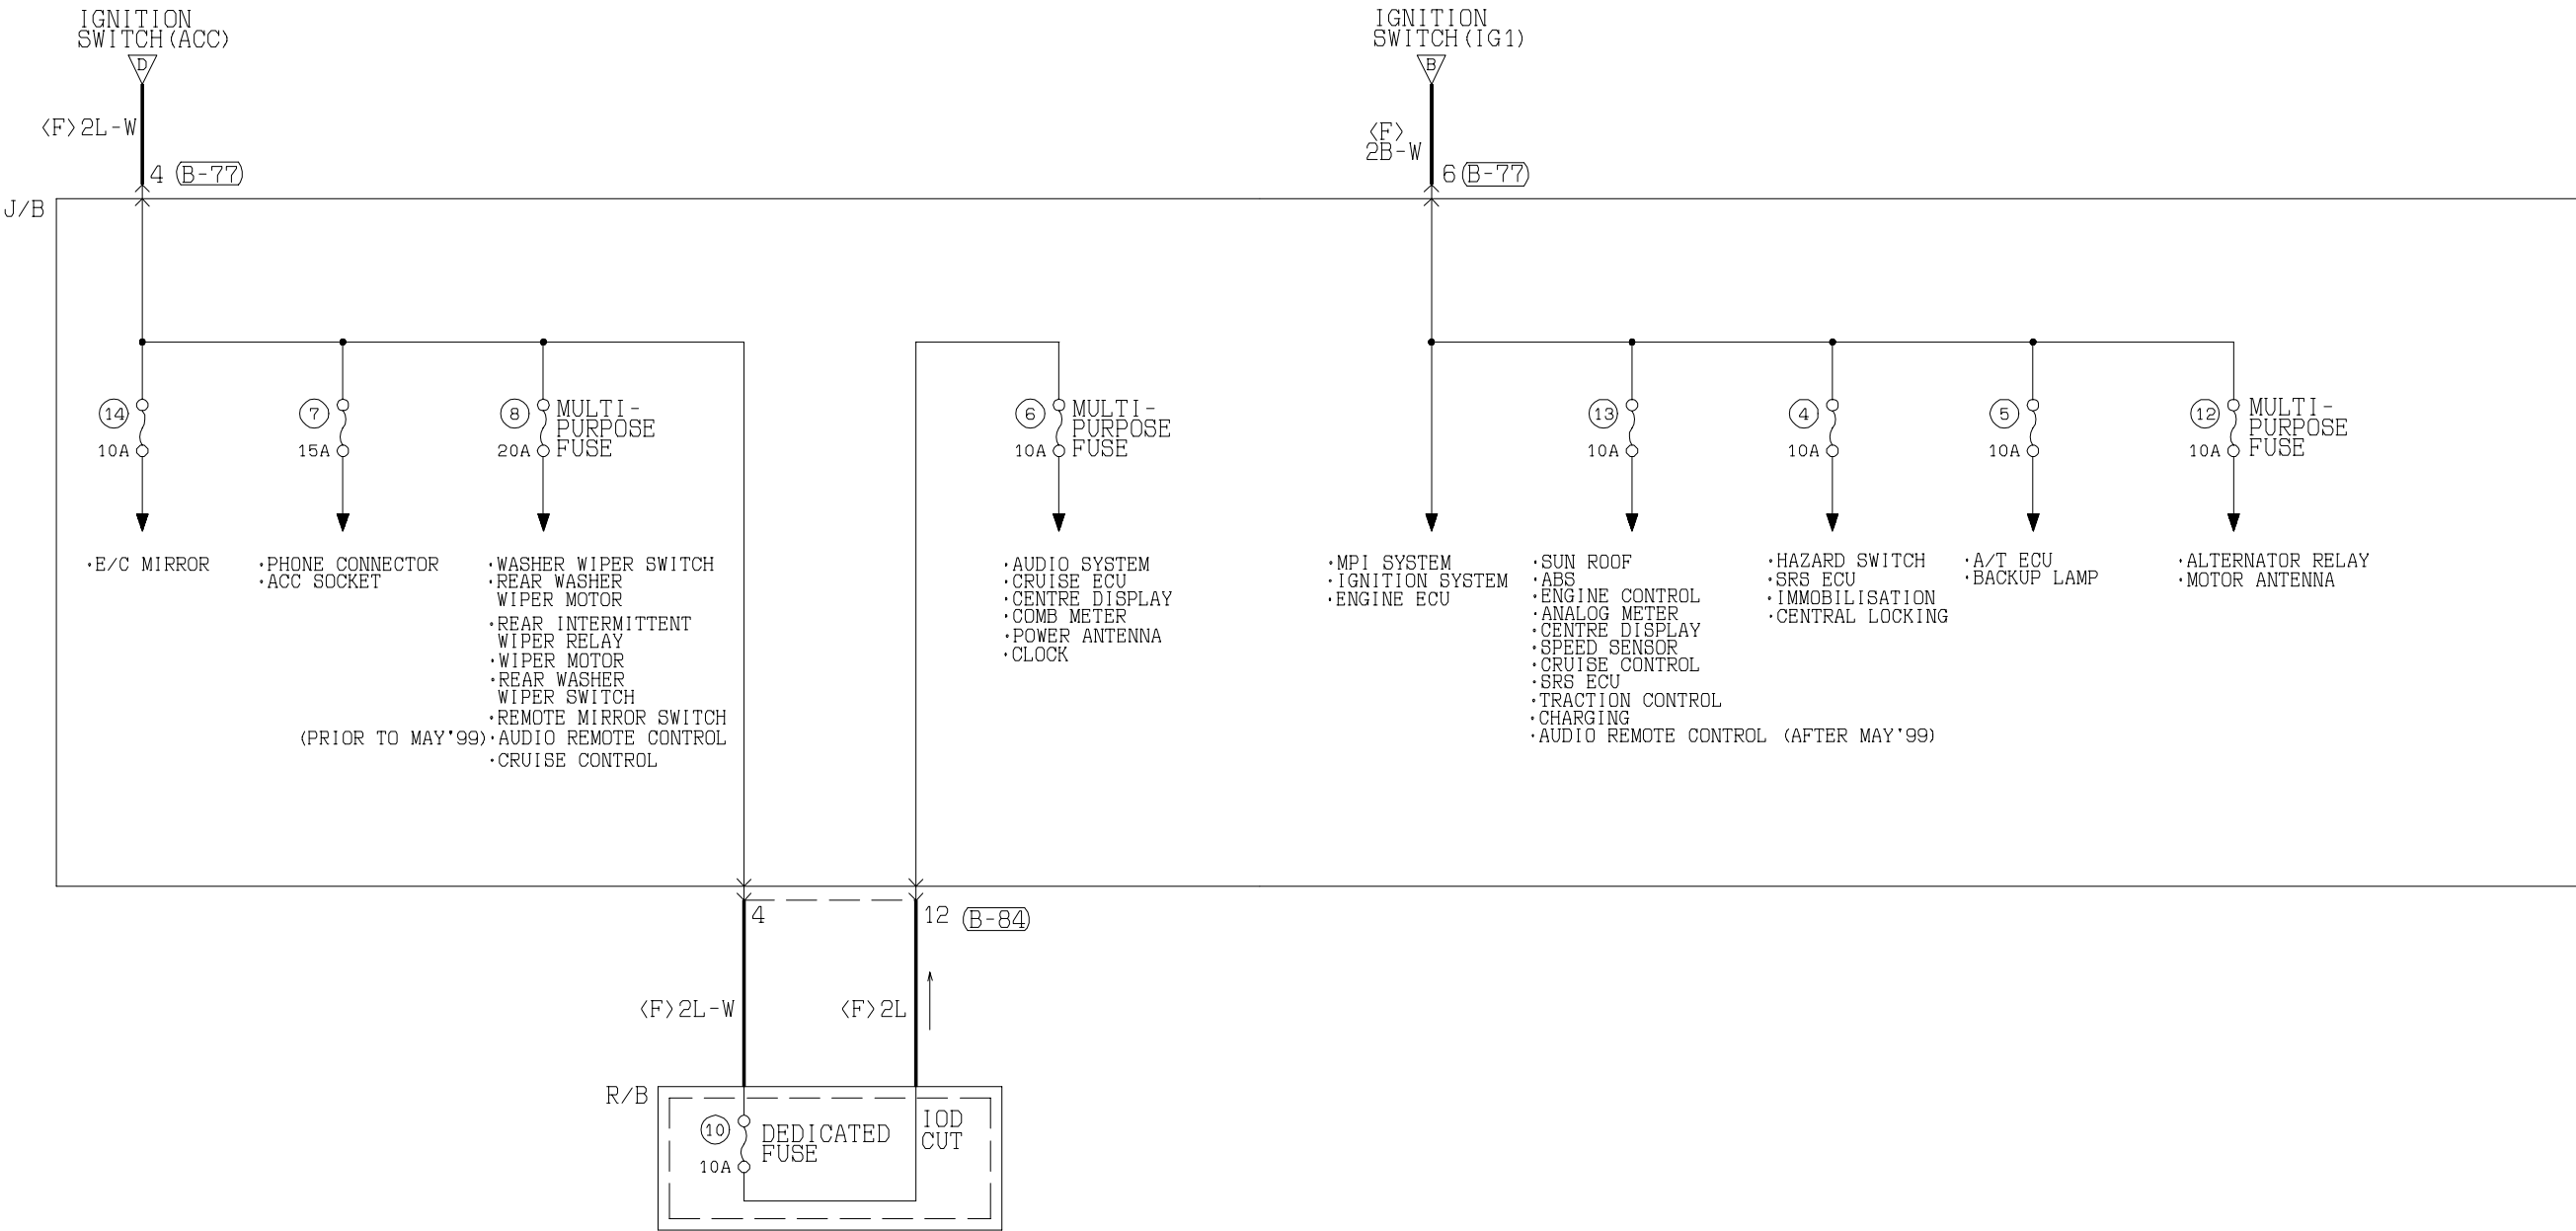 IGNITION
SWITCH(ACC)
D
<F>2L-W
4 (B-77)
IGNITION
SWITCH(IG1)
B
<F>
2B-W
6 (B-77)
J/B
14
10A
7
15A
8
20A
MULTI-
PURPOSE
FUSE
6
10A
MULTI-
PURPOSE
FUSE
13
10A
4
10A
5
10A
12
10A
MULTI-
PURPOSE
FUSE
·E/C MIRROR
·PHONE CONNECTOR
·ACC SOCKET
·WASHER WIPER SWITCH
·REAR WASHER
WIPER MOTOR
·REAR INTERMITTENT
WIPER RELAY
·WIPER MOTOR
·REAR WASHER
WIPER SWITCH
·REMOTE MIRROR SWITCH
(PRIOR TO MAY'99)·AUDIO REMOTE CONTROL
·CRUISE CONTROL
·AUDIO SYSTEM
·CRUISE ECU
·CENTRE DISPLAY
·COMB METER
·POWER ANTENNA
·CLOCK
·MPI SYSTEM
·IGNITION SYSTEM
·ENGINE ECU
·SUN ROOF
·ABS
·ENGINE CONTROL
·ANALOG METER
·CENTRE DISPLAY
·SPEED SENSOR
·CRUISE CONTROL
·SRS ECU
·TRACTION CONTROL
·CHARGING
·AUDIO REMOTE CONTROL (AFTER MAY'99)
·HAZARD SWITCH
·SRS ECU
·IMMOBILISATION
·CENTRAL LOCKING
·A/T ECU
·BACKUP LAMP
·ALTERNATOR RELAY
·MOTOR ANTENNA
4
12 (B-84)
<F>2L-W
<F>2L
R/B
10
10A
DEDICATED
FUSE
IOD
CUT